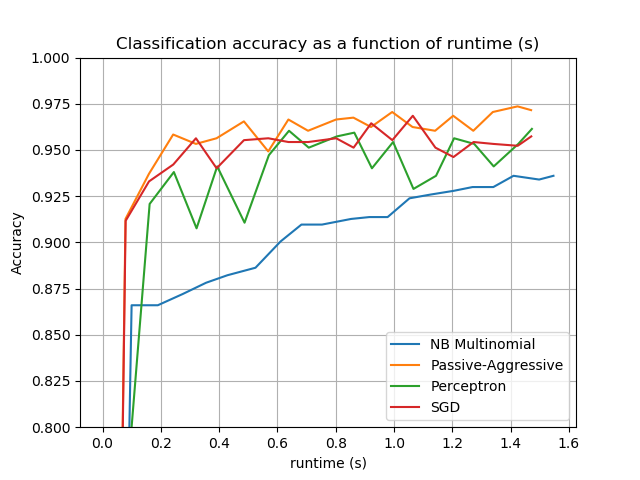 Classification accuracy as a function of runtime (s)
1.000
0.975
0.950
0.925
0.900
0.875
0.850
0.825
0.800
Accuracy
NB Multinomial
Passive-Aggressive
Perceptron
SGD
0.0 0.2 0.4 0.6 0.8 1.0 1.2 1.4 1.6
runtime (s)